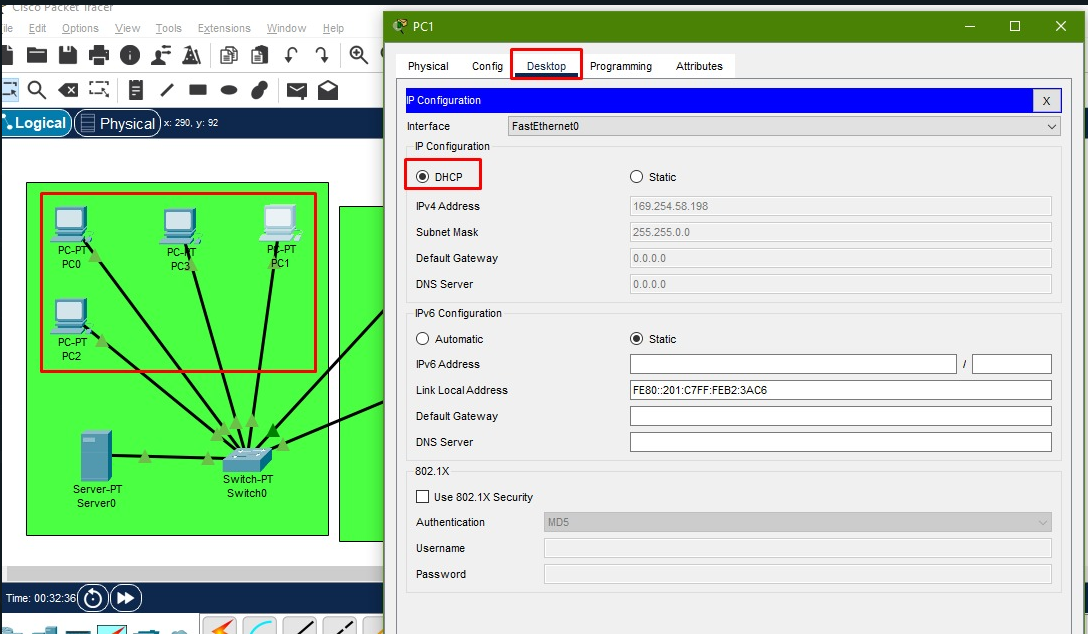 Cisco Packet Tracer
ile Edit Options View Tools Extensions Window Help
Logical
Physical
x: 290, y: 92
PC-PT
PC0
PC-PT
PC3
PC-PT
PC1
PC-PT
PC2
Server-PT
Server0
Switch-PT
Switch0
Time: 00:32:36
PC1
Physical Config Desktop Programming Attributes
IP Configuration X
Interface FastEthernet0
IP Configuration
DHCP Static
IPv4 Address 169.254.58.198
Subnet Mask 255.255.0.0
Default Gateway 0.0.0.0
DNS Server 0.0.0.0
IPv6 Configuration
Automatic Static
IPv6 Address /
Link Local Address FE80::201:C7FF:FEB2:3AC6
Default Gateway
DNS Server
802.1X
Use 802.1X Security
Authentication MD5
Username
Password